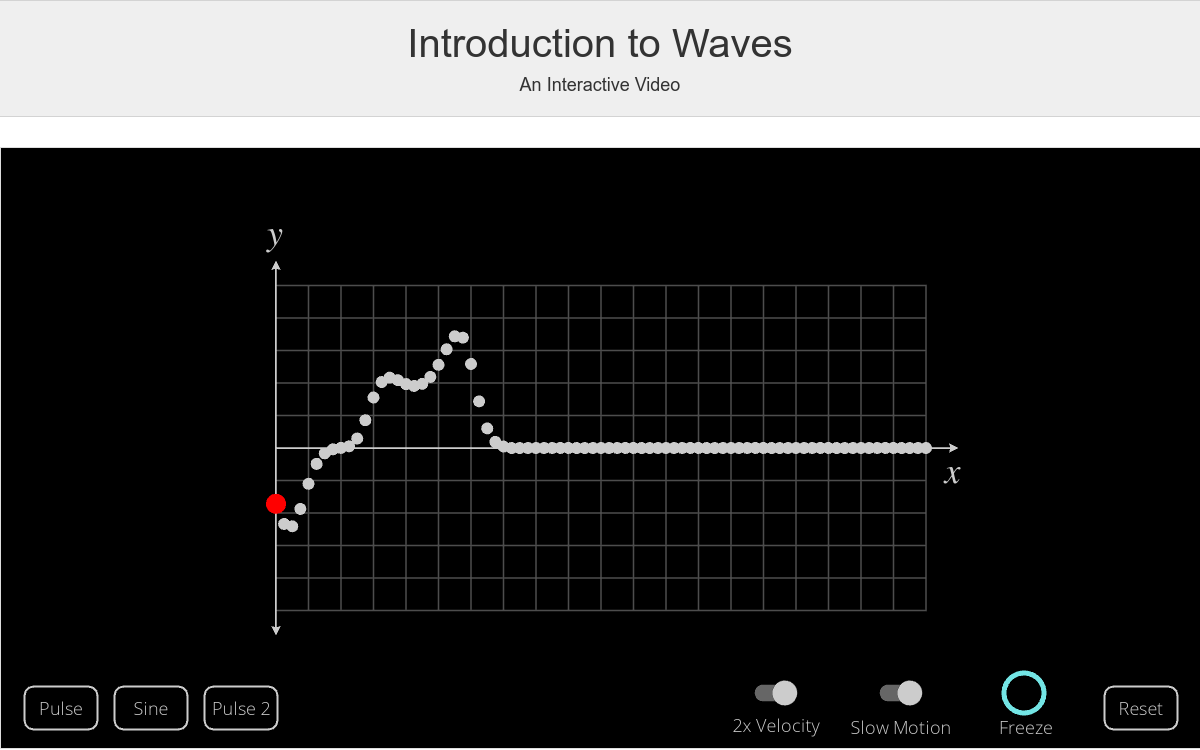 Introduction to Waves
An Interactive Video
y
x
Pulse
Sine
Pulse 2
2x Velocity
Slow Motion
Freeze
Reset